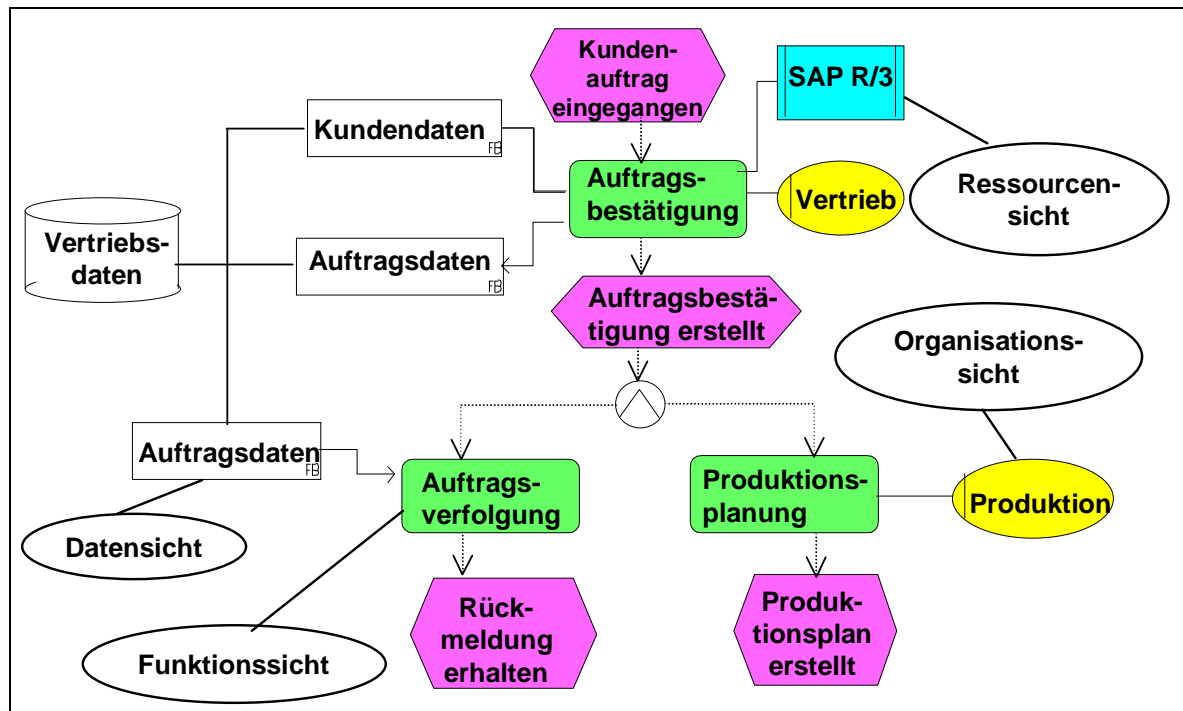 Kunden-
auftrag
eingegangen
SAP R/3
Kundendaten
FB
Auftrags-
bestätigung
Vertrieb
Ressourcen-
sicht
Vertriebs-
daten
Auftragsdaten
FB
Auftragsbestä-
tigung erstellt
Organisations-
sicht
Auftragsdaten
FB
Auftrags-
verfolgung
Produktions-
planung
Produktion
Datensicht
Funktionssicht
Rück-
meldung
erhalten
Produk-
tionsplan
erstellt